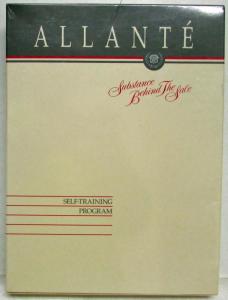 ALLANTÉ
Substance
Behind The Sale
SELF-TRAINING
PROGRAM